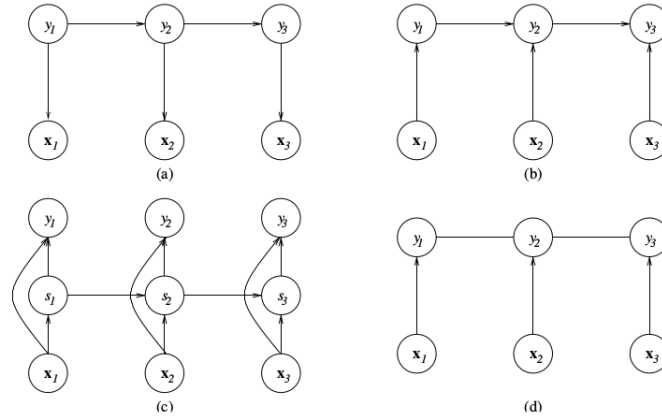 y1 y2 y3 y1 y2 y3
x1 x2 x3 x1 x2 x3
(a) (b)
y1 y2 y3
y1 y2 y3
s1 s2 s3
x1 x2 x3
x1 x2 x3
(c) (d)